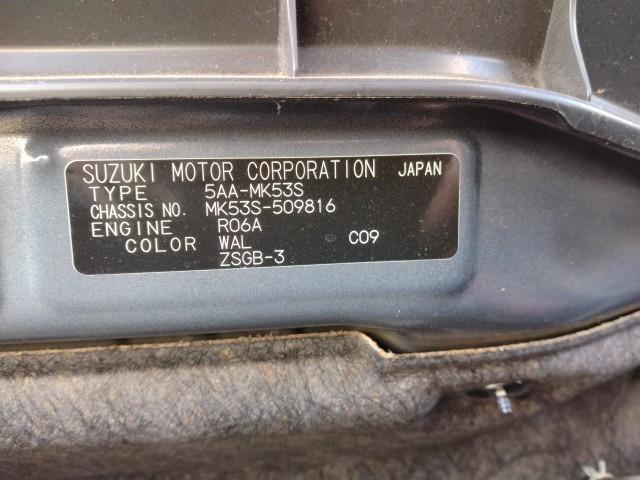 SUZUKI MOTOR CORPORATION JAPAN
TYPE 5AA-MK53S
CHASSIS NO. MK53S-509816
ENGINE R06A
COLOR WAL C09
ZSGB-3